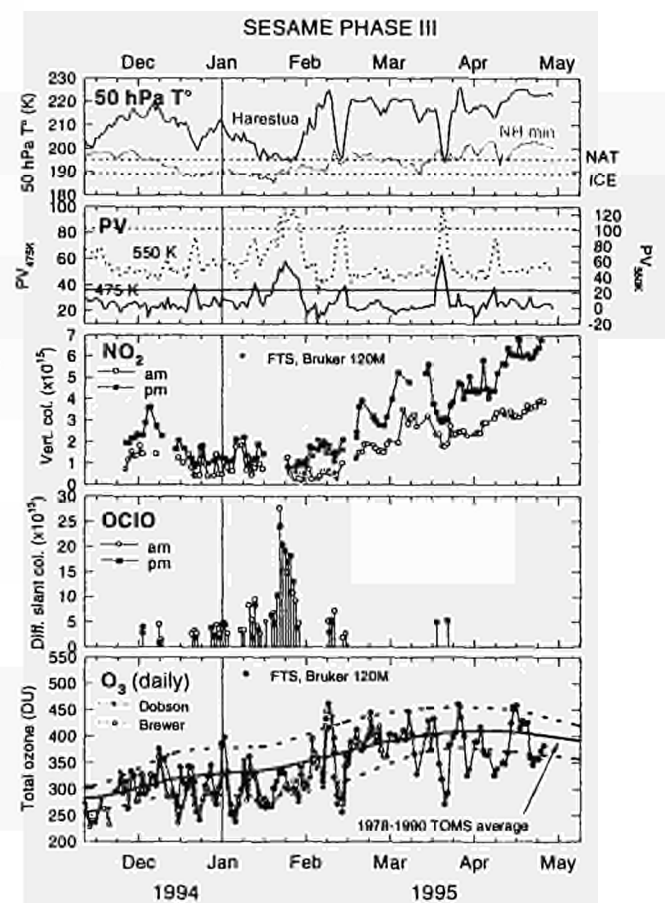 SESAME PHASE III
Dec Jan Feb Mar Apr May
50 hPa T° (K)
230
220
210
200
190
180
50 hPa T°
Harestua
NH min
NAT
ICE
PV
PV475K
100
80
60
40
20
550 K
475 K
120
100
80
60
40
20
0
-20
NO2
Vert. col. (x10^15)
7
6
5
4
3
2
1
0
am
pm
FTS, Bruker 120M
OClO
Diff. slant col. (x10^13)
30
25
20
15
10
5
am
pm
O3 (daily)
Total ozone (DU)
550
500
450
400
350
300
250
200
Dobson
Brewer
FTS, Bruker 120M
1978-1990 TOMS average
Dec Jan Feb Mar Apr May
1994 1995